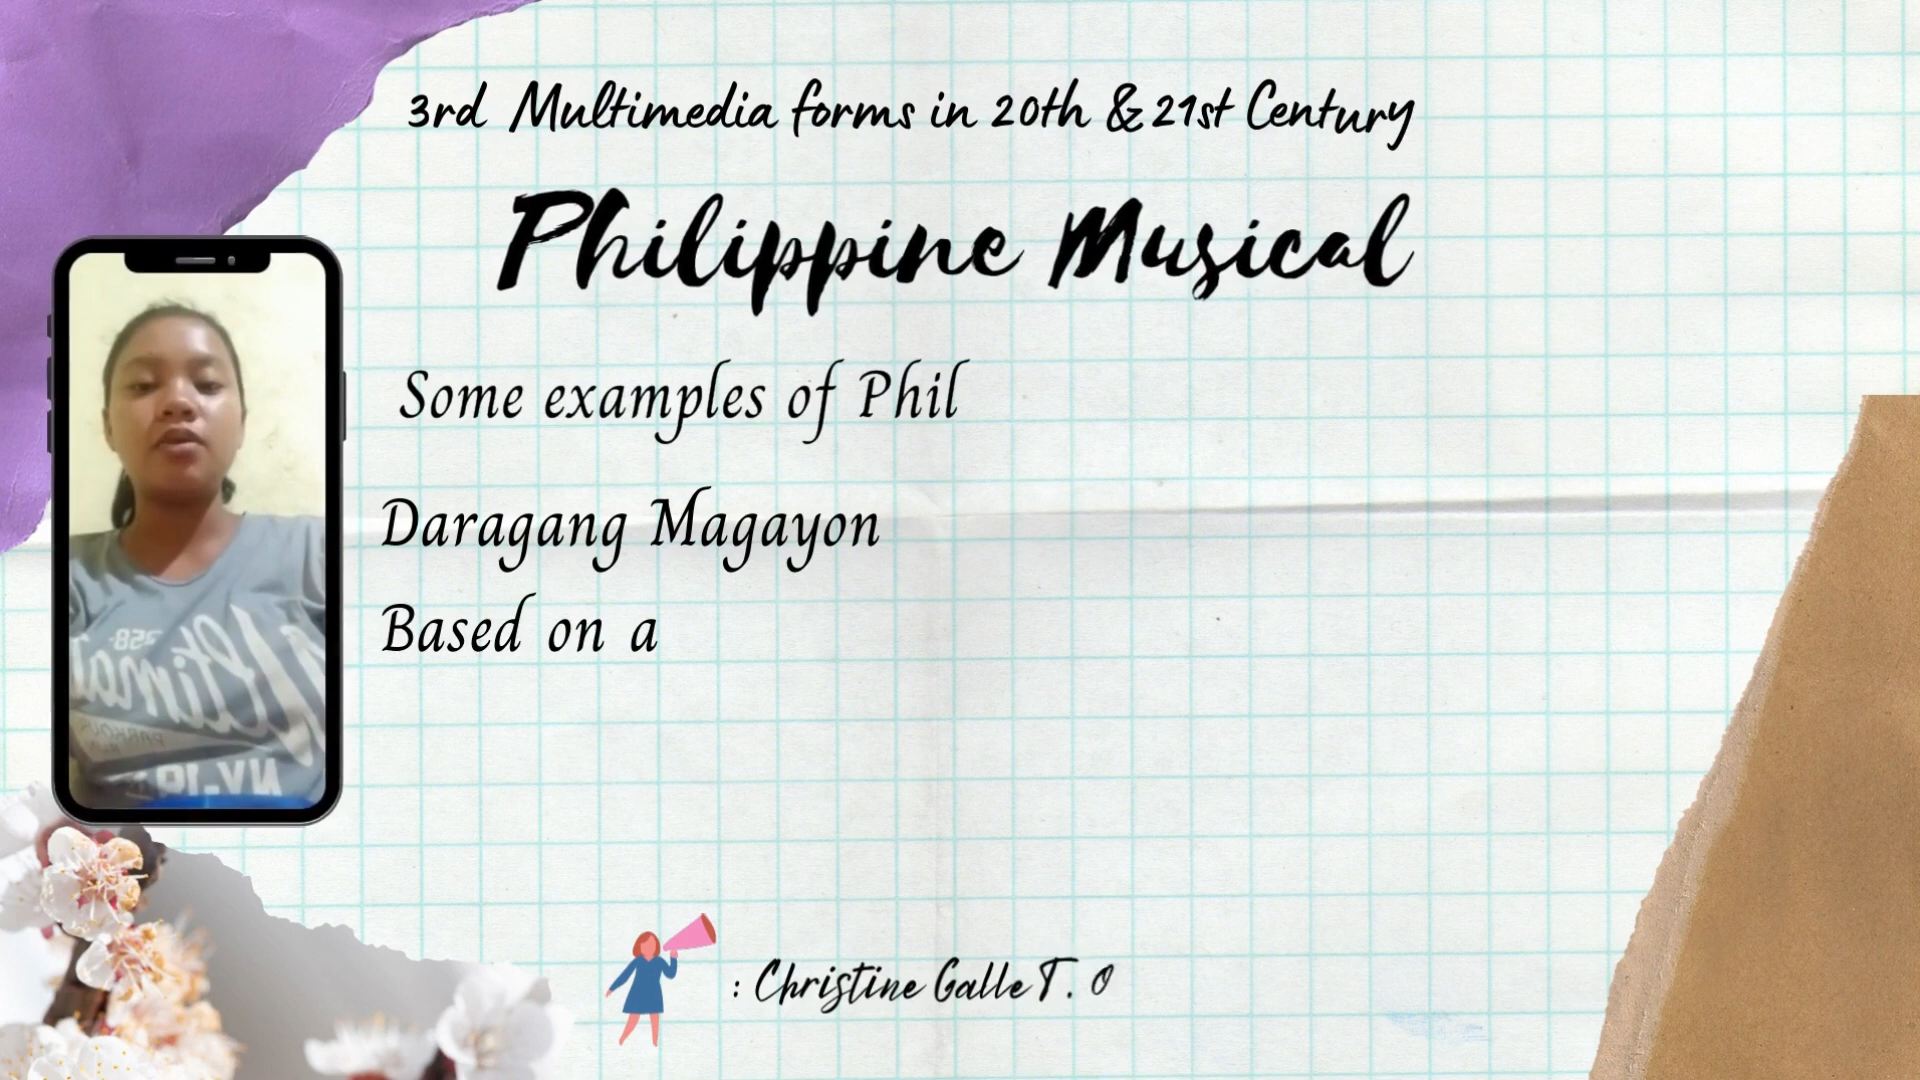 3rd Multimedia forms in 20th & 21st Century
Philippine Musical
Some examples of Phil
Daragang Magayon
Based on a
: Christine Galle T. O